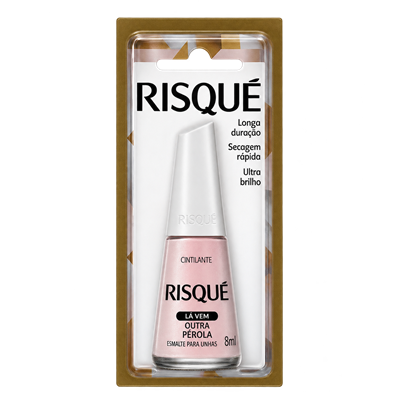 RISQUÉ
Longa
duração
Secagem
rápida
Ultra
brilho
RISQUÉ
CINTILANTE
RISQUÉ
LÁ VEM
OUTRA
PÉROLA
ESMALTE PARA UNHAS
8ml